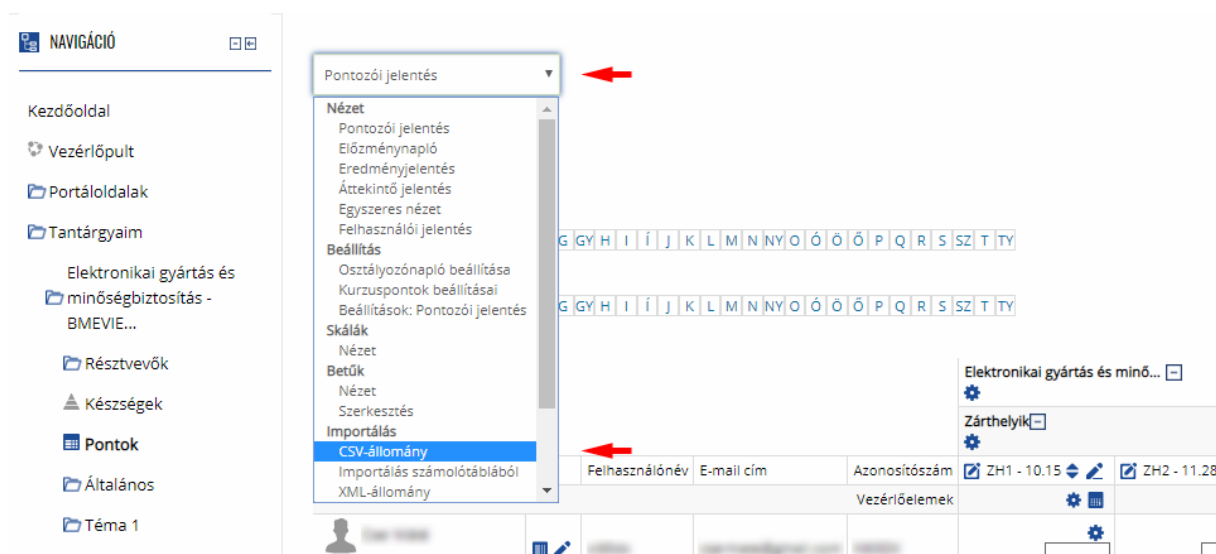 NAVIGÁCIÓ
Kezdőoldal
Vezérlőpult
Portáloldalak
Tantárgyaim
Elektronikai gyártás és
minőségbiztosítás -
BMEVIE...
Résztvevők
Készségek
Pontok
Általános
Téma 1
Pontozói jelentés
Nézet
Pontozói jelentés
Előzménynapló
Eredményjelentés
Áttekintő jelentés
Egyszeres nézet
Felhasználói jelentés
Beállítás
Osztályozónapló beállítása
Kurzuspontok beállításai
Beállítások: Pontozói jelentés
Skálák
Nézet
Betűk
Nézet
Szerkesztés
Importálás
CSV-állomány
Importálás számolótáblából
XML-állomány
G GY H I Í J K L M N NY O Ó Ö Ő P Q R S SZ T TY
G GY H I Í J K L M N NY O Ó Ö Ő P Q R S SZ T TY
Elektronikai gyártás és minő...
Zárthelyik
Felhasználónév E-mail cím Azonosítószám ZH1 - 10.15 ZH2 - 11.28
Vezérlőelemek